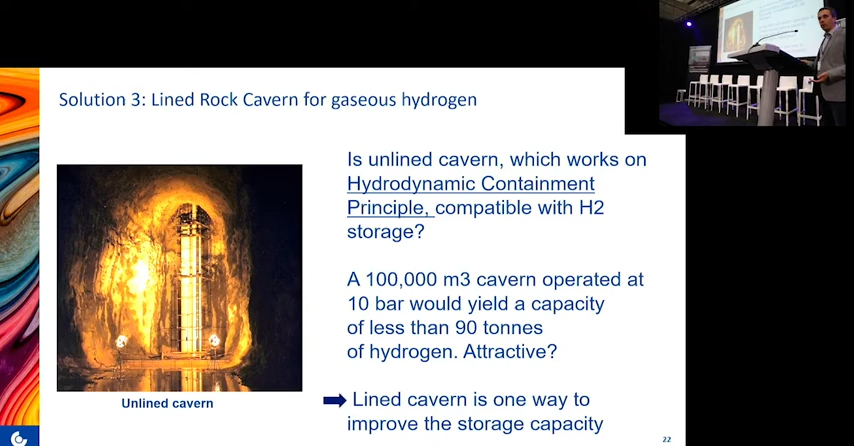 Solution 3: Lined Rock Cavern for gaseous hydrogen
Is unlined cavern, which works on
Hydrodynamic Containment
Principle, compatible with H2
storage?
A 100,000 m3 cavern operated at
10 bar would yield a capacity
of less than 90 tonnes
of hydrogen. Attractive?
Lined cavern is one way to
improve the storage capacity
Unlined cavern
22